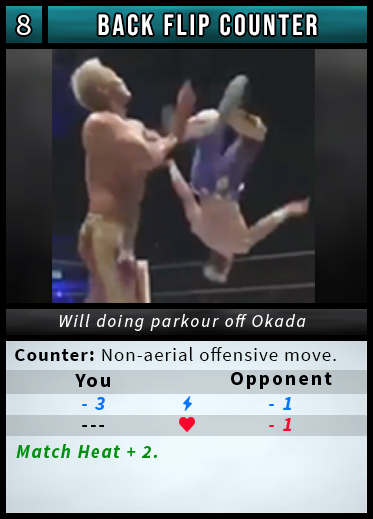 8 BACK FLIP COUNTER
Will doing parkour off Okada
Counter: Non-aerial offensive move.
You Opponent
- 3 - 1
--- - 1
Match Heat + 2.